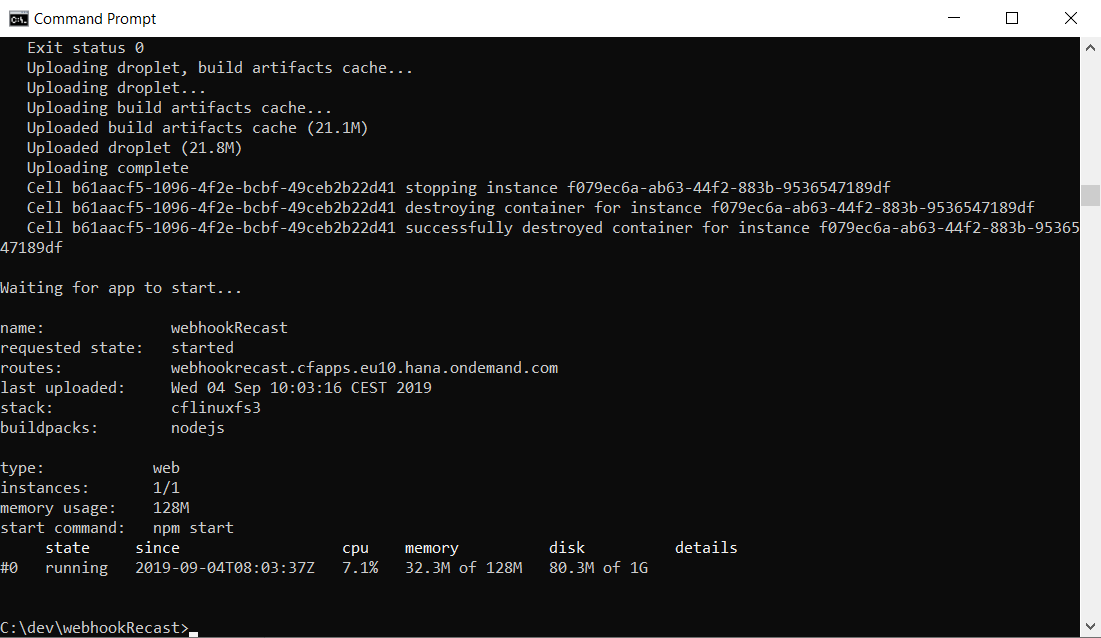 Command Prompt
Exit status 0
Uploading droplet, build artifacts cache...
Uploading droplet...
Uploading build artifacts cache...
Uploaded build artifacts cache (21.1M)
Uploaded droplet (21.8M)
Uploading complete
Cell b61aacf5-1096-4f2e-bcbf-49ceb2b22d41 stopping instance f079ec6a-ab63-44f2-883b-9536547189df
Cell b61aacf5-1096-4f2e-bcbf-49ceb2b22d41 destroying container for instance f079ec6a-ab63-44f2-883b-9536547189df
Cell b61aacf5-1096-4f2e-bcbf-49ceb2b22d41 successfully destroyed container for instance f079ec6a-ab63-44f2-883b-95365
47189df
Waiting for app to start...
name: webhookRecast
requested state: started
routes: webhookrecast.cfapps.eu10.hana.ondemand.com
last uploaded: Wed 04 Sep 10:03:16 CEST 2019
stack: cflinuxfs3
buildpacks: nodejs
type: web
instances: 1/1
memory usage: 128M
start command: npm start
state since cpu memory disk details
#0 running 2019-09-04T08:03:37Z 7.1% 32.3M of 128M 80.3M of 1G
C:\dev\webhookRecast>